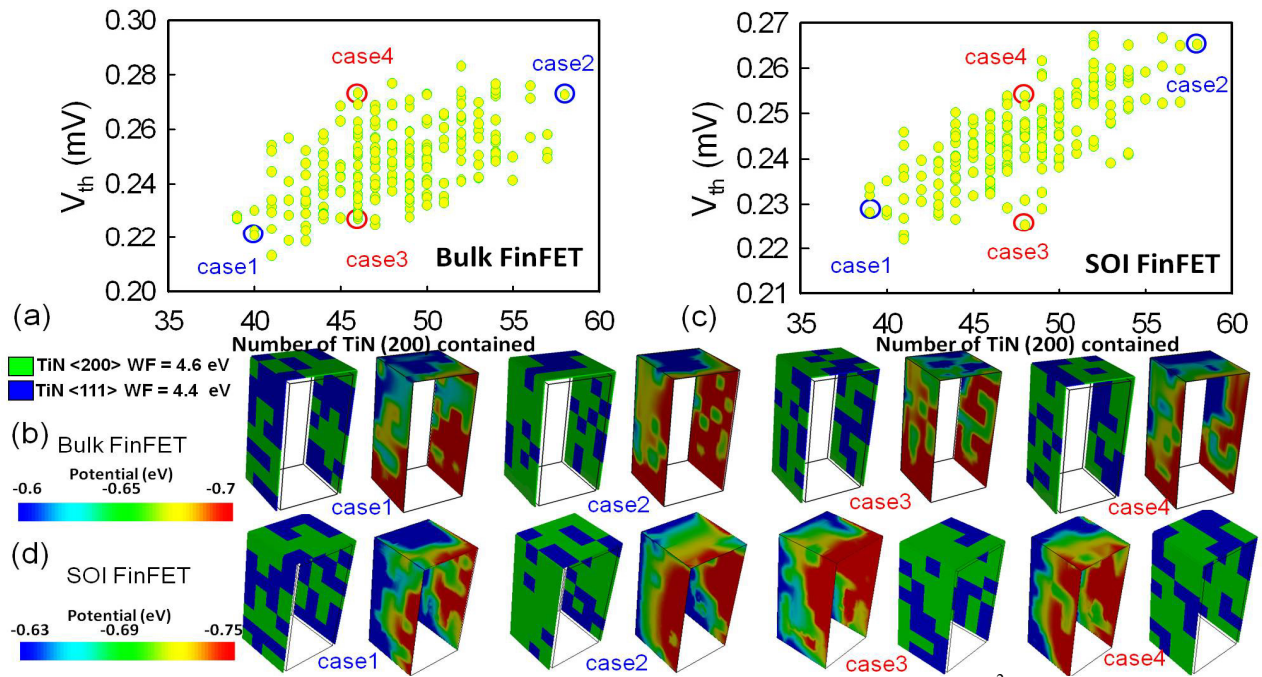 0.30
0.28
0.26
0.24
0.22
0.20
V_th (mV)
case4
case2
case1
case3
Bulk FinFET
35 40 45 50 55 60
(a)
0.27
0.26
0.25
0.24
0.23
0.22
0.21
V_th (mV)
case4
case2
case1
case3
SOI FinFET
35 40 45 50 55 60
(c)
Number of TiN (200) contained
Number of TiN (200) contained
TiN <200> WF = 4.6 eV
TiN <111> WF = 4.4 eV
(b)
Bulk FinFET
Potential (eV)
-0.6 -0.65 -0.7
case1
case2
case3
case4
(d)
SOI FinFET
Potential (eV)
-0.63 -0.69 -0.75
case1
case2
case3
case4